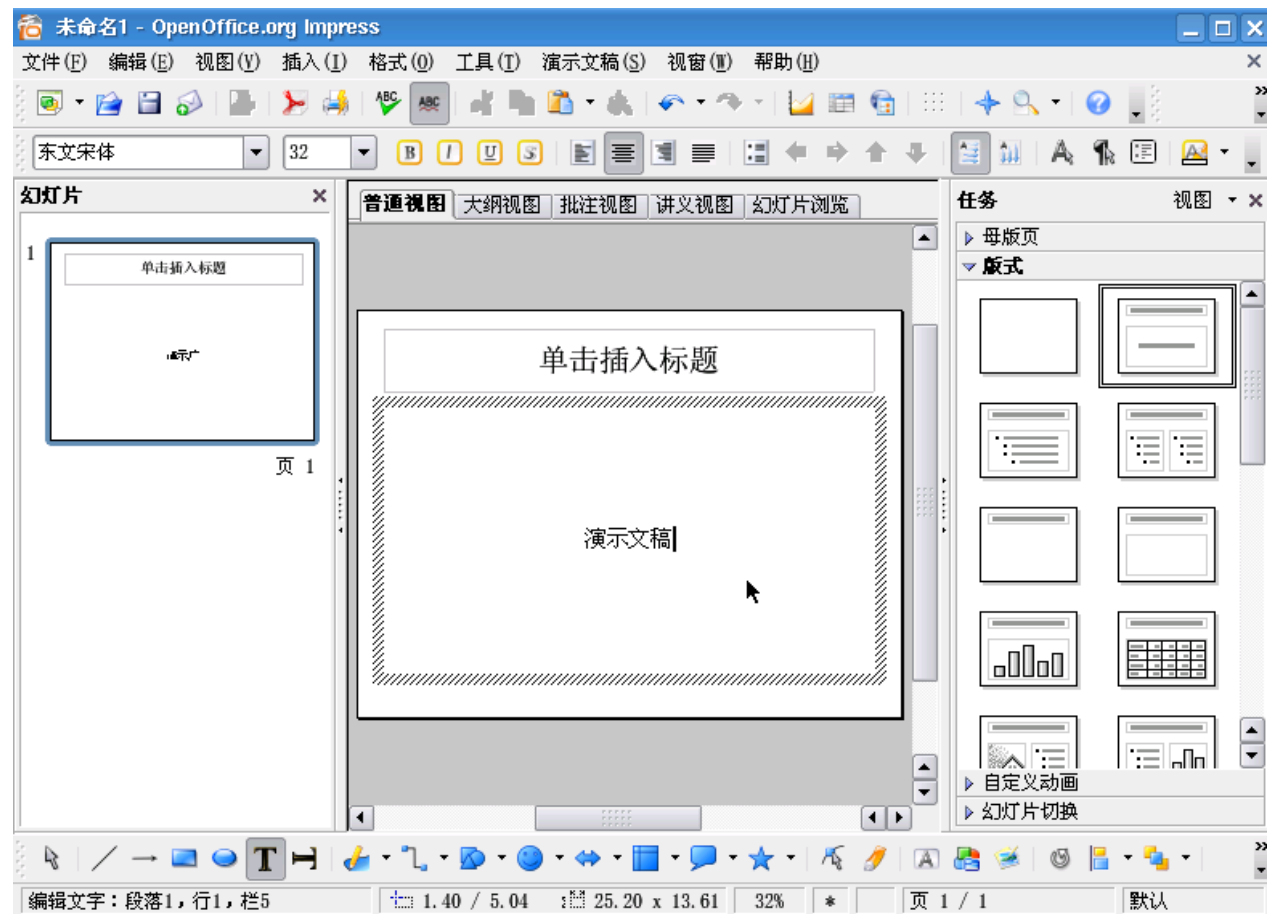 未命名1 - OpenOffice.org Impress
文件(F) 编辑(E) 视图(V) 插入(I) 格式(O) 工具(T) 演示文稿(S) 视窗(W) 帮助(H)
ABC ABC
东文宋体 32 B I U S
幻灯片
普通视图 大纲视图 批注视图 讲义视图 幻灯片浏览
任务 视图
母版页
版式
1
单击插入标题
页 1
单击插入标题
演示文稿
自定义动画
幻灯片切换
编辑文字：段落1，行1，栏5 1.40 / 5.04 25.20 x 13.61 32% * 页 1 / 1 默认